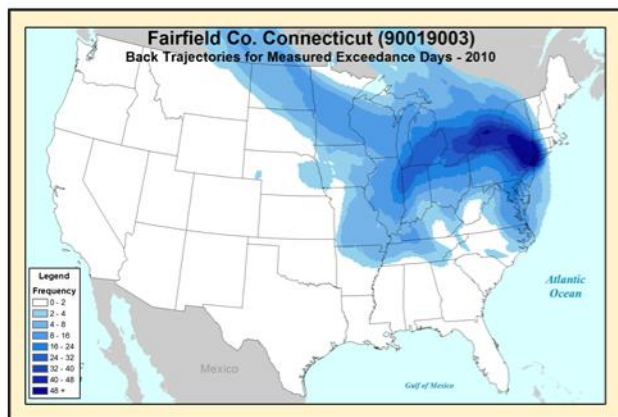 Fairfield Co. Connecticut (90019003)
Back Trajectories for Measured Exceedance Days - 2010
Atlantic
Ocean
Legend
Frequency
0 - 2
2 - 4
4 - 8
8 - 16
16 - 24
24 - 32
32 - 40
40 - 48
48 +
Mexico
Gulf of Mexico